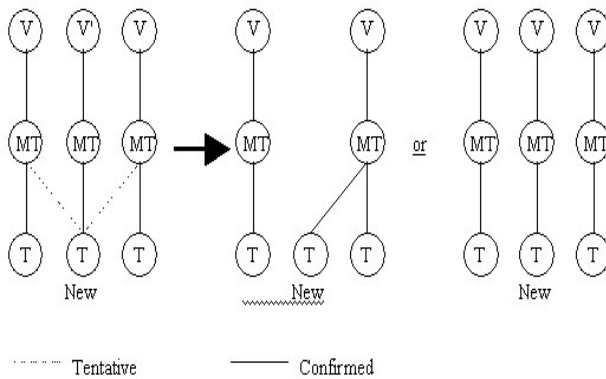 V V' V V V V V V
MT MT MT MT MT or MT MT MT
T T T T T T T T T
New New New
Tentative Confirmed